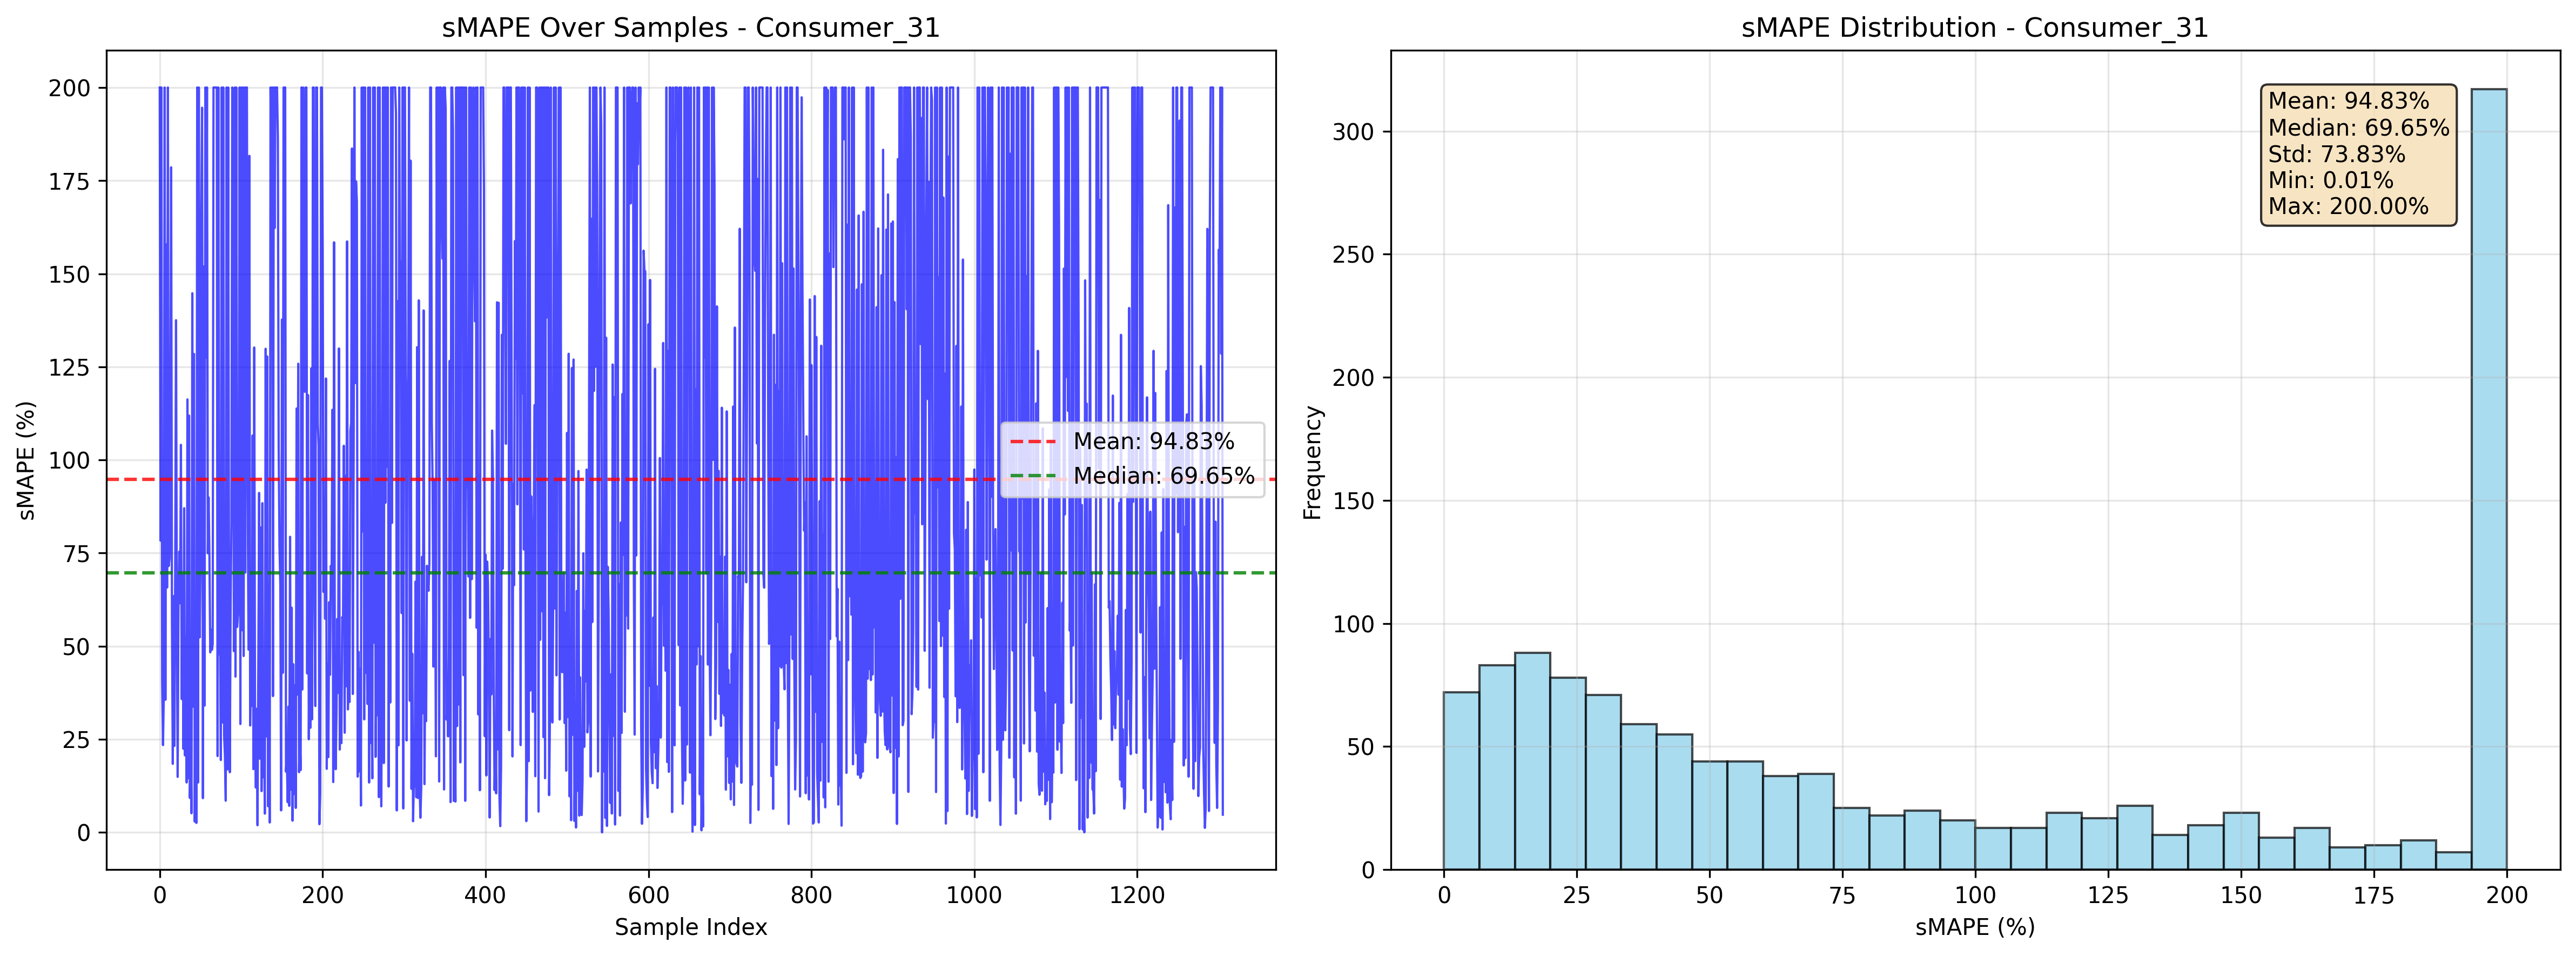 sMAPE Over Samples - Consumer_31
sMAPE (%)
200
175
150
125
100
75
50
25
0
Mean: 94.83%
Median: 69.65%
0 200 400 600 800 1000 1200
Sample Index
sMAPE Distribution - Consumer_31
Frequency
300
250
200
150
100
50
0
Mean: 94.83%
Median: 69.65%
Std: 73.83%
Min: 0.01%
Max: 200.00%
0 25 50 75 100 125 150 175 200
sMAPE (%)